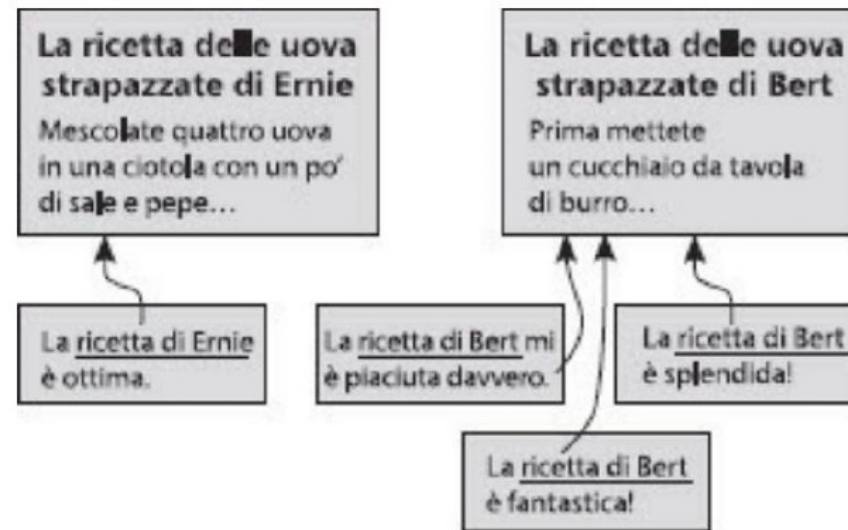 La ricetta delle uova
strapazzate di Ernie
Mescolate quattro uova
in una ciotola con un po'
di sale e pepe...
La ricetta delle uova
strapazzate di Bert
Prima mettete
un cucchiaio da tavola
di burro...
La ricetta di Ernie
è ottima.
La ricetta di Bert mi
è piaciuta davvero.
La ricetta di Bert
è splendida!
La ricetta di Bert
è fantastica!